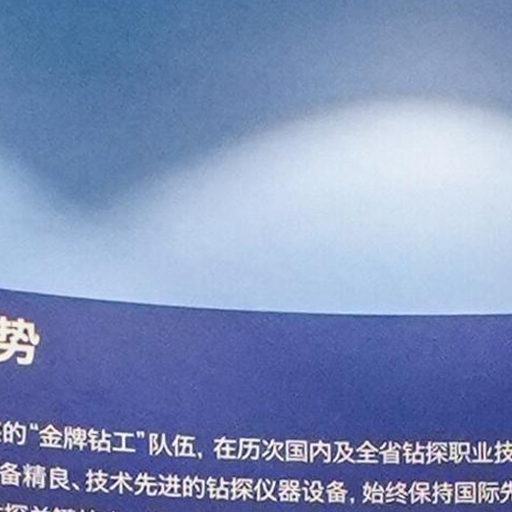 势
的“金牌钻工”队伍，在历次国内及全省钻探职业技
备精良、技术先进的钻探仪器设备，始终保持国际先